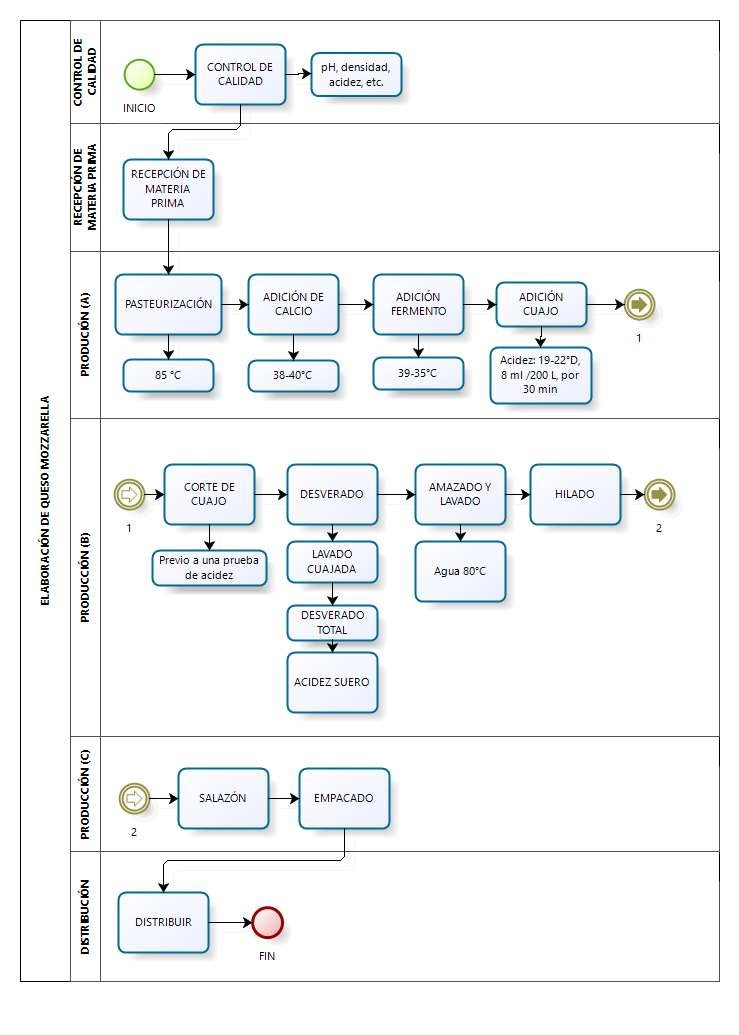 ELABORACIÓN DE QUESO MOZZARELLA
CONTROL DE
CALIDAD
INICIO
CONTROL DE
CALIDAD
pH, densidad,
acidez, etc.
RECEPCIÓN DE
MATERIA PRIMA
RECEPCIÓN DE
MATERIA
PRIMA
PRODUCIÓN (A)
PASTEURIZACIÓN
ADICIÓN DE
CALCIO
ADICIÓN
FERMENTO
ADICIÓN
CUAJO
1
85 °C
38-40°C
39-35°C
Acidez: 19-22°D,
8 ml /200 L, por
30 min
PRODUCCIÓN (B)
1
CORTE DE
CUAJO
DESVERADO
AMAZADO Y
LAVADO
HILADO
2
Previo a una prueba
de acidez
LAVADO
CUAJADA
Agua 80°C
DESVERADO
TOTAL
ACIDEZ SUERO
PRODUCCIÓN (C)
2
SALAZÓN
EMPACADO
DISTRIBUCIÓN
DISTRIBUIR
FIN